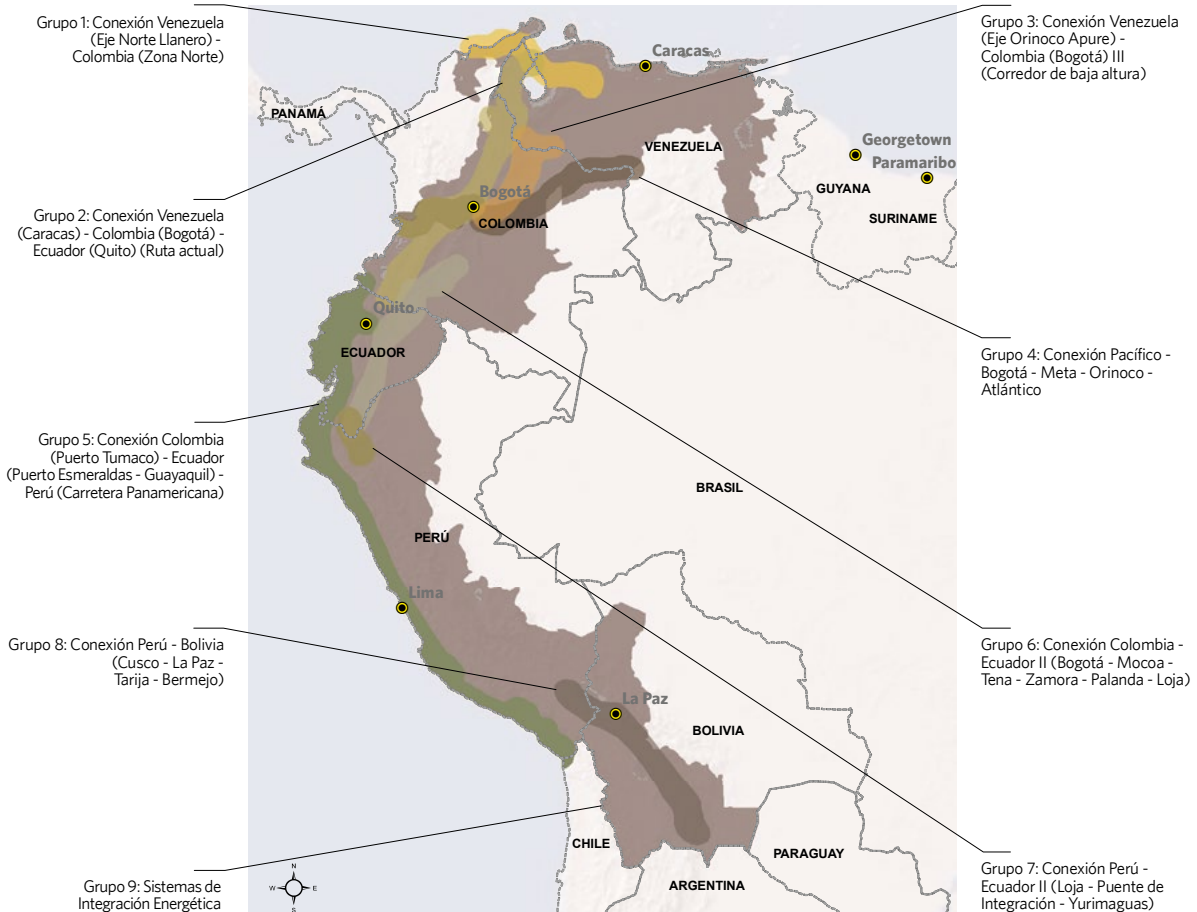 Grupo 1: Conexión Venezuela
(Eje Norte Llanero) -
Colombia (Zona Norte)
Grupo 3: Conexión Venezuela
(Eje Orinoco Apure) -
Colombia (Bogotá) III
(Corredor de baja altura)
Caracas
PANAMÁ
VENEZUELA
Georgetown
Paramaribo
GUYANA
SURINAME
Bogotá
COLOMBIA
Grupo 2: Conexión Venezuela
(Caracas) - Colombia (Bogotá) -
Ecuador (Quito) (Ruta actual)
Quito
ECUADOR
Grupo 4: Conexión Pacífico -
Bogotá - Meta - Orinoco -
Atlántico
Grupo 5: Conexión Colombia
(Puerto Tumaco) - Ecuador
(Puerto Esmeraldas - Guayaquil) -
Perú (Carretera Panamericana)
BRASIL
PERÚ
Lima
Grupo 8: Conexión Perú - Bolivia
(Cusco - La Paz -
Tarija - Bermejo)
Grupo 6: Conexión Colombia -
Ecuador II (Bogotá - Mocoa -
Tena - Zamora - Palanda - Loja)
La Paz
BOLIVIA
CHILE
PARAGUAY
ARGENTINA
Grupo 9: Sistemas de
Integración Energética
N
W
E
S
Grupo 7: Conexión Perú -
Ecuador II (Loja - Puente de
Integración - Yurimaguas)